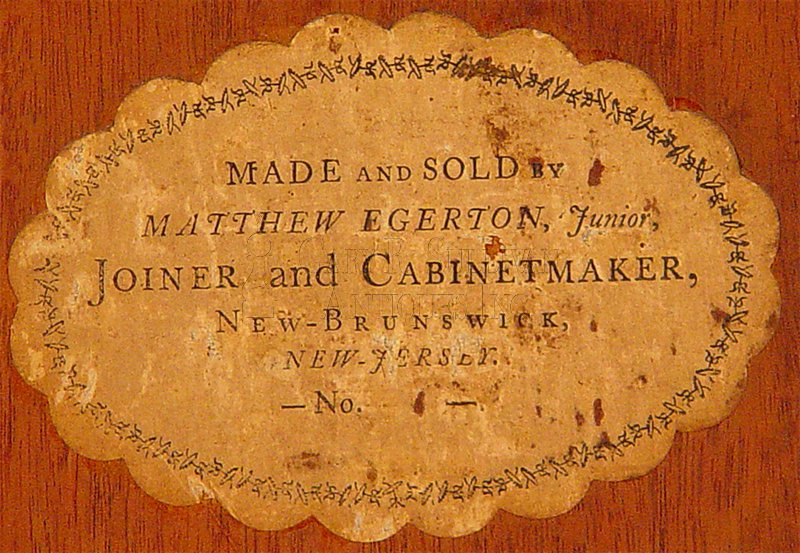 MADE AND SOLD BY
MATTHEW EGERTON, Junior,
JOINER and CABINETMAKER,
NEW-BRUNSWICK,
NEW-JERSEY.
— No. —